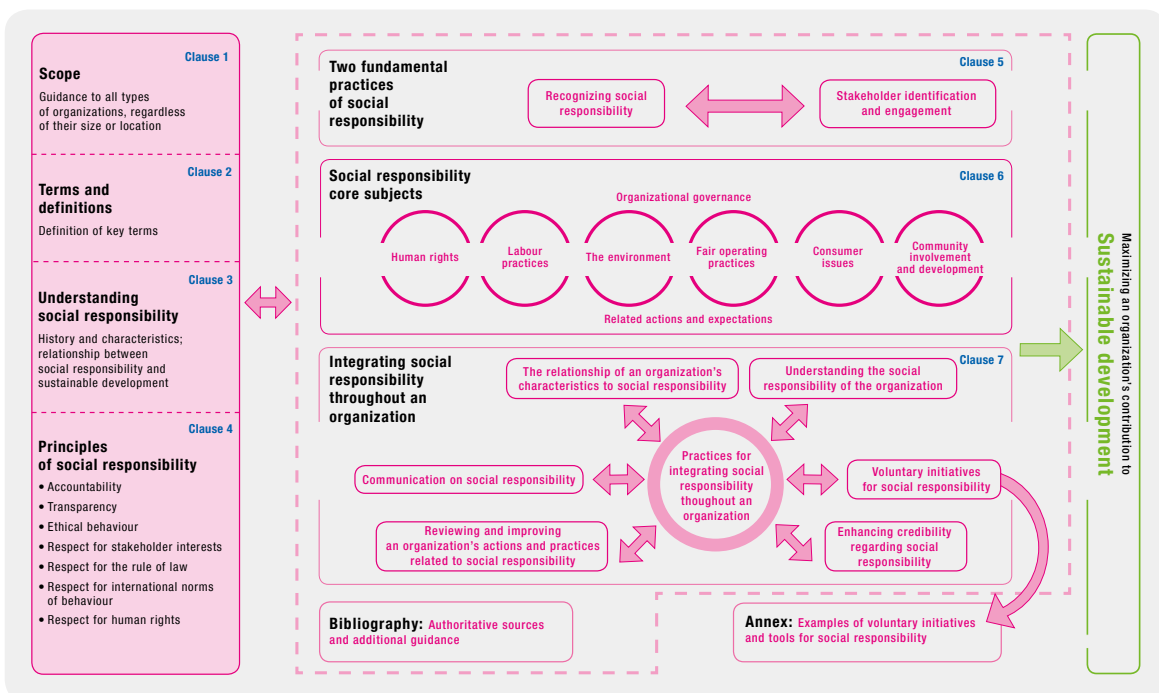 Clause 1
Scope
Guidance to all types
of organizations, regardless
of their size or location
Clause 2
Terms and
definitions
Definition of key terms
Clause 3
Understanding
social responsibility
History and characteristics;
relationship between
social responsibility and
sustainable development
Clause 4
Principles
of social responsibility
• Accountability
• Transparency
• Ethical behaviour
• Respect for stakeholder interests
• Respect for the rule of law
• Respect for international norms
of behaviour
• Respect for human rights
Two fundamental
practices
of social
responsibility
Clause 5
Recognizing social
responsibility
Stakeholder identification
and engagement
Social responsibility
core subjects
Clause 6
Organizational governance
Human rights
Labour
practices
The environment
Fair operating
practices
Consumer
issues
Community
involvement
and development
Related actions and expectations
Integrating social
responsibility
throughout an
organization
Clause 7
The relationship of an organization's
characteristics to social responsibility
Understanding the social
responsibility of the organization
Practices for
integrating social
responsibility
thoughout an
organization
Communication on social responsibility
Voluntary initiatives
for social responsibility
Reviewing and improving
an organization's actions and practices
related to social responsibility
Enhancing credibility
regarding social
responsibility
Bibliography: Authoritative sources
and additional guidance
Annex: Examples of voluntary initiatives
and tools for social responsibility
Maximizing an organization's contribution to
Sustainable development